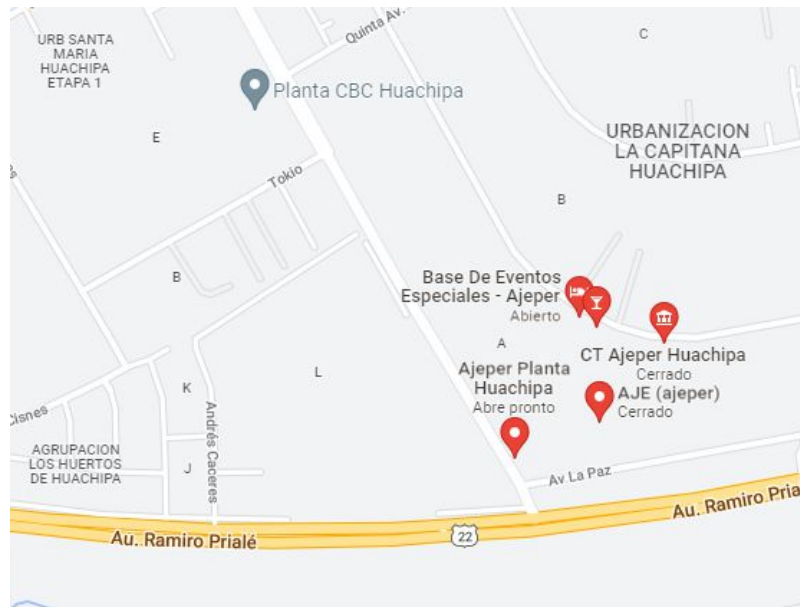 URB SANTA
MARIA
HUACHIPA
ETAPA 1
Quinta Av.
C
Planta CBC Huachipa
E
URBANIZACION
LA CAPITANA
HUACHIPA
Tokio
B
B
Base De Eventos
Especiales - Ajeper
Abierto
A
CT Ajeper Huachipa
Cerrado
Ajeper Planta
Huachipa
Abre pronto
L
K
AJE (ajeper)
Cerrado
Cisnes
Andrés Caceres
AGRUPACION
LOS HUERTOS
DE HUACHIPA
J
Av La Paz
Au. Ramiro Prialé
22
Au. Ramiro Pria